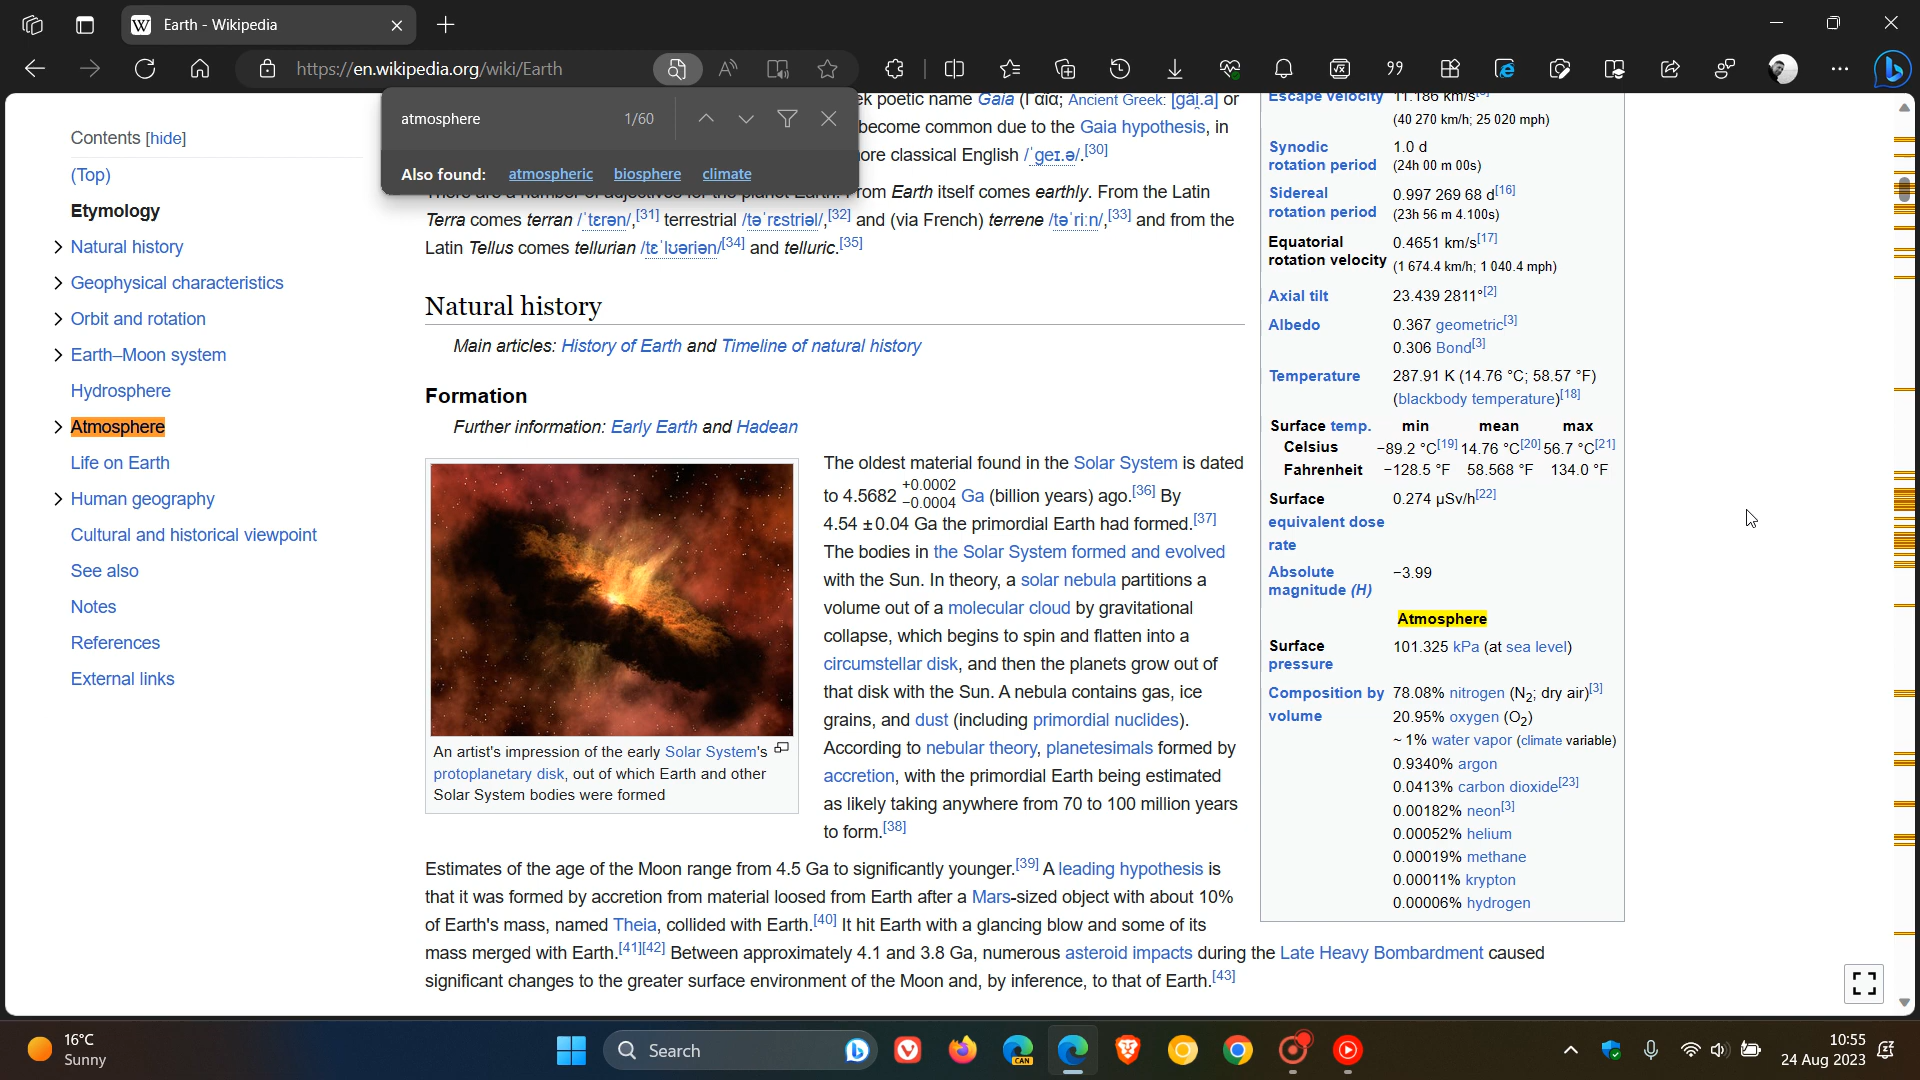 Earth - Wikipedia
https://en.wikipedia.org/wiki/Earth
atmosphere 1/60
Also found: atmospheric biosphere climate
Contents [hide]
(Top)
Etymology
Natural history
Geophysical characteristics
Orbit and rotation
Earth–Moon system
Hydrosphere
Atmosphere
Life on Earth
Human geography
Cultural and historical viewpoint
See also
Notes
References
External links
poetic name Gaia (Γαῖα; Ancient Greek: [ɡâi̯.a] or
become common due to the Gaia hypothesis, in
classical English /ˈɡeɪ.ə/.[30]
There are a number of adjectives for the planet Earth. From Earth itself comes earthly. From the Latin
Terra comes terran /ˈtɛrən/,[31] terrestrial /təˈrɛstriəl/,[32] and (via French) terrene /təˈriːn/,[33] and from the
Latin Tellus comes tellurian /tɛˈlʊəriən/[34] and telluric.[35]
Natural history
Main articles: History of Earth and Timeline of natural history
Formation
Further information: Early Earth and Hadean
An artist's impression of the early Solar System's
protoplanetary disk, out of which Earth and other
Solar System bodies were formed
The oldest material found in the Solar System is dated
to 4.5682 +0.0002 −0.0004 Ga (billion years) ago.[36] By
4.54 ±0.04 Ga the primordial Earth had formed.[37]
The bodies in the Solar System formed and evolved
with the Sun. In theory, a solar nebula partitions a
volume out of a molecular cloud by gravitational
collapse, which begins to spin and flatten into a
circumstellar disk, and then the planets grow out of
that disk with the Sun. A nebula contains gas, ice
grains, and dust (including primordial nuclides).
According to nebular theory, planetesimals formed by
accretion, with the primordial Earth being estimated
as likely taking anywhere from 70 to 100 million years
to form.[38]
Estimates of the age of the Moon range from 4.5 Ga to significantly younger.[39] A leading hypothesis is
that it was formed by accretion from material loosed from Earth after a Mars-sized object with about 10%
of Earth's mass, named Theia, collided with Earth.[40] It hit Earth with a glancing blow and some of its
mass merged with Earth.[41][42] Between approximately 4.1 and 3.8 Ga, numerous asteroid impacts during the Late Heavy Bombardment caused
significant changes to the greater surface environment of the Moon and, by inference, to that of Earth.[43]
Escape velocity 11.186 km/s
(40 270 km/h; 25 020 mph)
Synodic rotation period 1.0 d
(24h 00 m 00s)
Sidereal rotation period 0.997 269 68 d[16]
(23h 56 m 4.100s)
Equatorial rotation velocity 0.4651 km/s[17]
(1 674.4 km/h; 1 040.4 mph)
Axial tilt 23.439 2811°[2]
Albedo 0.367 geometric[3]
0.306 Bond[3]
Temperature 287.91 K (14.76 °C; 58.57 °F)
(blackbody temperature)[18]
Surface temp. min mean max
Celsius −89.2 °C[19] 14.76 °C[20] 56.7 °C[21]
Fahrenheit −128.5 °F 58.568 °F 134.0 °F
Surface equivalent dose rate 0.274 μSv/h[22]
Absolute magnitude (H) −3.99
Atmosphere
Surface pressure 101.325 kPa (at sea level)
Composition by volume 78.08% nitrogen (N2; dry air)[3]
20.95% oxygen (O2)
~ 1% water vapor (climate variable)
0.9340% argon
0.0413% carbon dioxide[23]
0.00182% neon[3]
0.00052% helium
0.00019% methane
0.00011% krypton
0.00006% hydrogen
16°C
Sunny
Search
CAN
10:55
24 Aug 2023